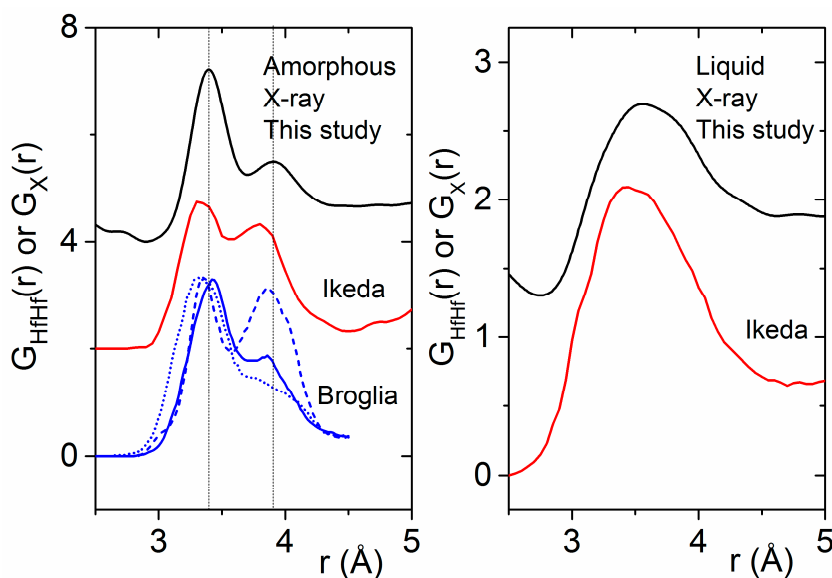 8
4
0
G_HfHf(r) or G_X(r)
Amorphous
X-ray
This study
Ikeda
Broglia
3
4
5
r (Å)
3
2
1
0
G_HfHf(r) or G_X(r)
Liquid
X-ray
This study
Ikeda
3
4
5
r (Å)